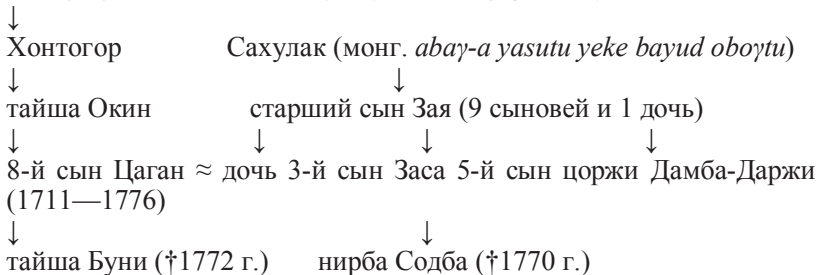 ↓
Хонтогор Сахулак (монг. abaγ-a yasutu yeke bayud oboγtu)
↓ ↓
тайша Окин старший сын Зая (9 сыновей и 1 дочь)
↓ ↓ ↓ ↓
8-й сын Цаган ≈ дочь 3-й сын Заса 5-й сын цоржи Дамба-Даржи
(1711—1776)
↓ ↓
тайша Буни (†1772 г.) нирба Содба (†1770 г.)